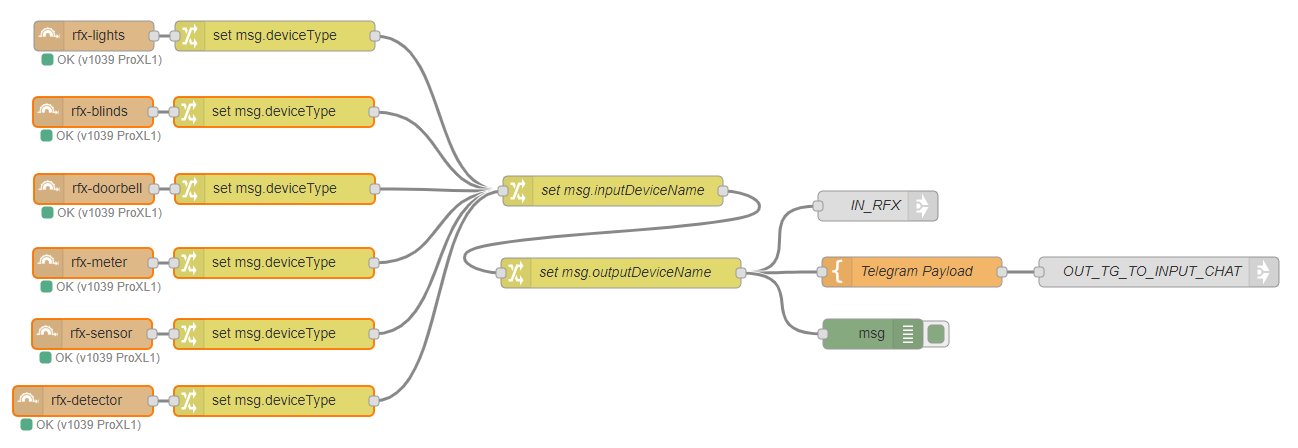 rfx-lights
set msg.deviceType
OK (v1039 ProXL1)
rfx-blinds
set msg.deviceType
OK (v1039 ProXL1)
rfx-doorbell
set msg.deviceType
OK (v1039 ProXL1)
set msg.inputDeviceName
IN_RFX
rfx-meter
set msg.deviceType
OK (v1039 ProXL1)
set msg.outputDeviceName
Telegram Payload
OUT_TG_TO_INPUT_CHAT
rfx-sensor
set msg.deviceType
OK (v1039 ProXL1)
msg
rfx-detector
set msg.deviceType
OK (v1039 ProXL1)